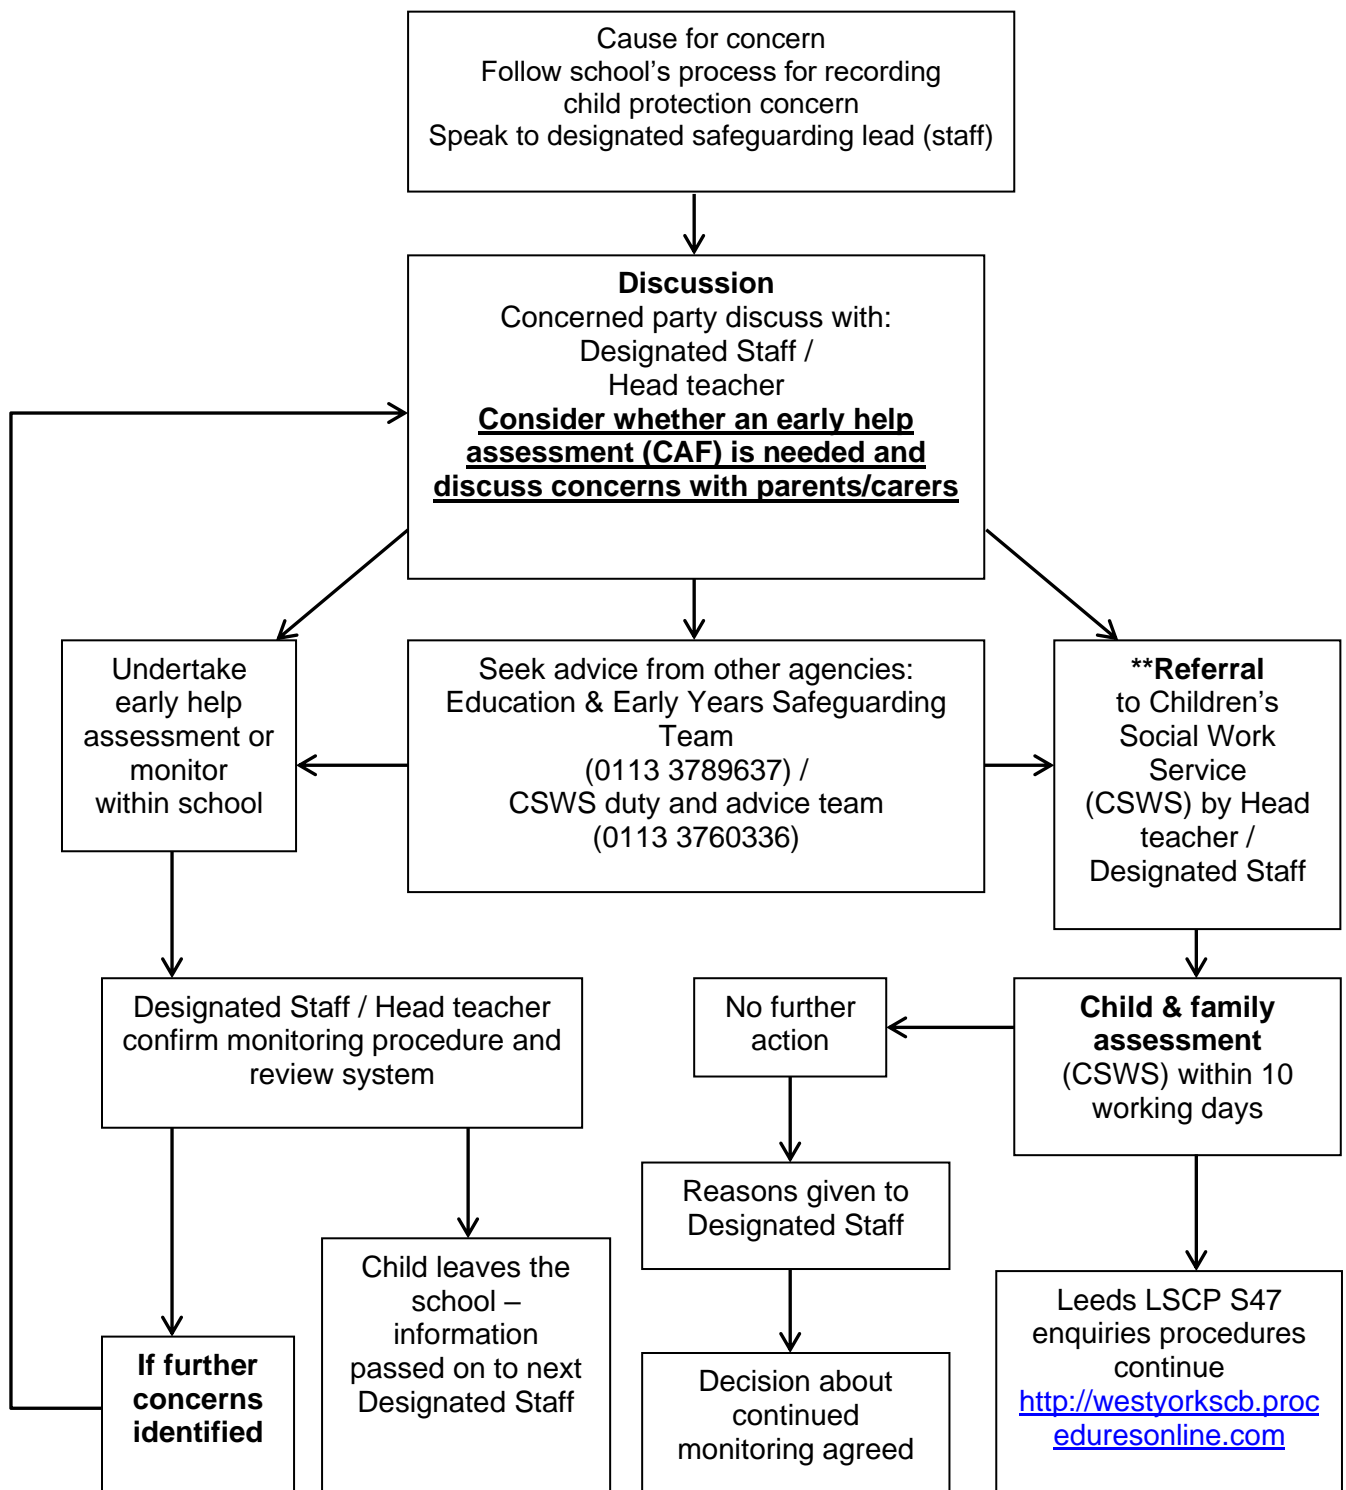 Cause for concern
Follow school’s process for recording
child protection concern
Speak to designated safeguarding lead (staff)
Discussion
Concerned party discuss with:
Designated Staff /
Head teacher
Consider whether an early help
assessment (CAF) is needed and
discuss concerns with parents/carers
Undertake
early help
assessment or
monitor
within school
Seek advice from other agencies:
Education & Early Years Safeguarding
Team
(0113 3789637) /
CSWS duty and advice team
(0113 3760336)
**Referral
to Children’s
Social Work
Service
(CSWS) by Head
teacher /
Designated Staff
Designated Staff / Head teacher
confirm monitoring procedure and
review system
No further
action
Child & family
assessment
(CSWS) within 10
working days
Reasons given to
Designated Staff
If further
concerns
identified
Child leaves the
school –
information
passed on to next
Designated Staff
Decision about
continued
monitoring agreed
Leeds LSCP S47
enquiries procedures
continue
http://westyorkscb.proc
eduresonline.com